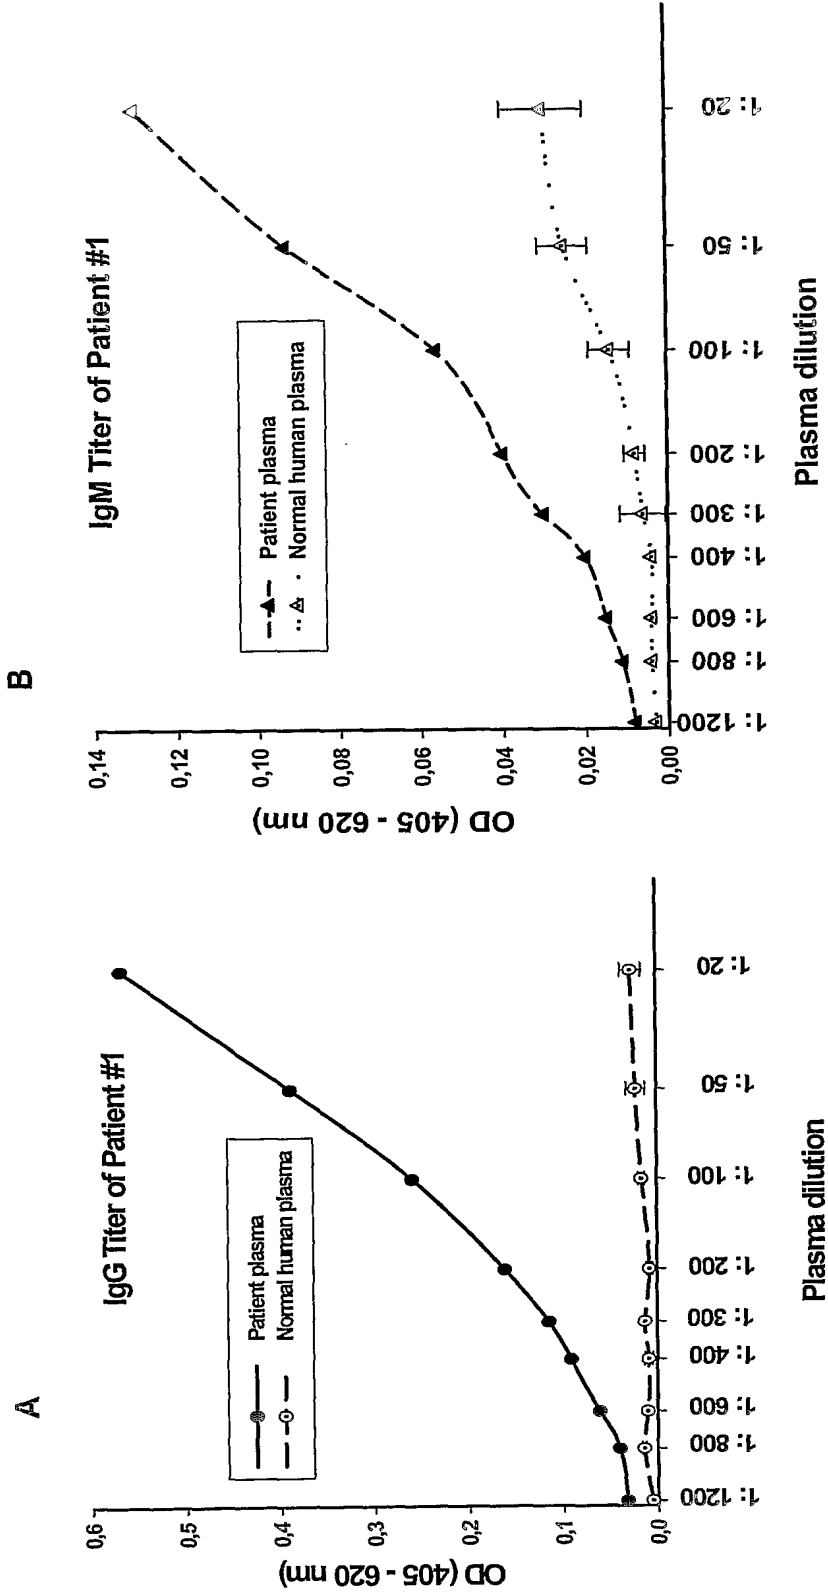 A
IgG Titer of Patient #1
Patient plasma
Normal human plasma
OD (405 - 620 nm)
0,6
0,5
0,4
0,3
0,2
0,1
0,0
1: 1200
1: 800
1: 600
1: 400
1: 300
1: 200
1: 100
1: 50
1: 20
Plasma dilution
B
IgM Titer of Patient #1
Patient plasma
Normal human plasma
OD (405 - 620 nm)
0,14
0,12
0,10
0,08
0,06
0,04
0,02
0,00
1: 1200
1: 800
1: 600
1: 400
1: 300
1: 200
1: 100
1: 50
1: 20
Plasma dilution